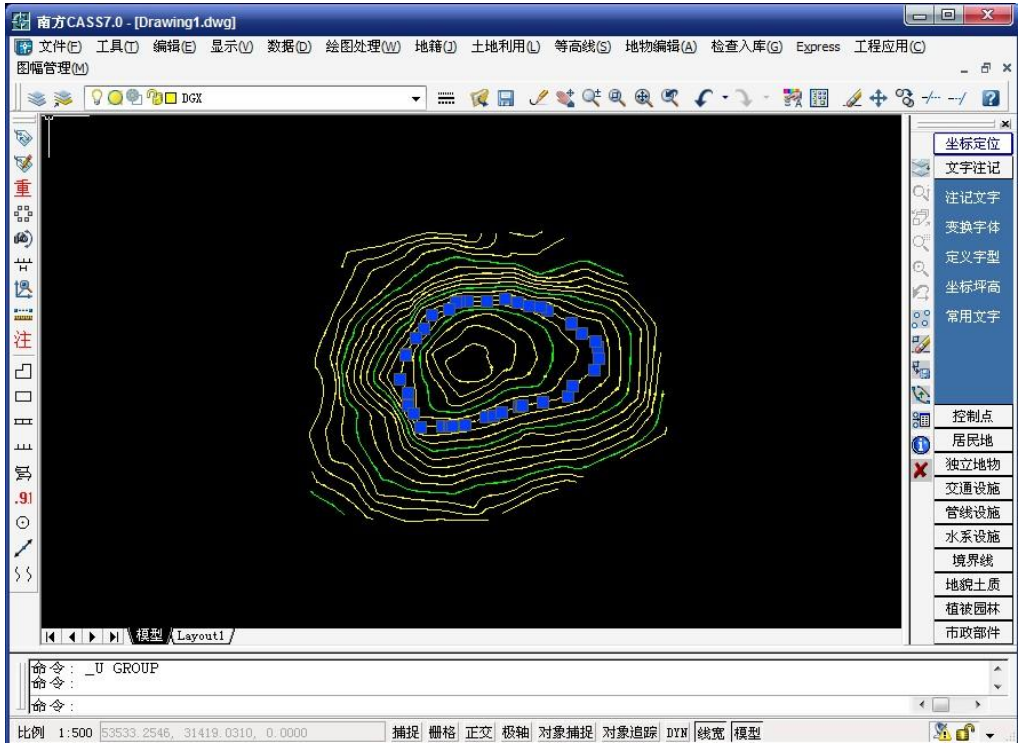 南方CASS7.0 - [Drawing1.dwg]
文件(F) 工具(T) 编辑(E) 显示(V) 数据(D) 绘图处理(W) 地籍(J) 土地利用(L) 等高线(S) 地物编辑(A) 检查入库(G) Express 工程应用(C)
图幅管理(M)
DGX
坐标定位
文字注记
注记文字
变换字体
定义字型
坐标坪高
常用文字
控制点
居民地
独立地物
交通设施
管线设施
水系设施
境界线
地貌土质
植被园林
市政部件
重
注
.91
模型 Layout1
命令: _U GROUP
命令:
命令:
比例 1:500 53533.2546, 31419.0310, 0.0000 捕捉 栅格 正交 极轴 对象捕捉 对象追踪 DYN 线宽 模型